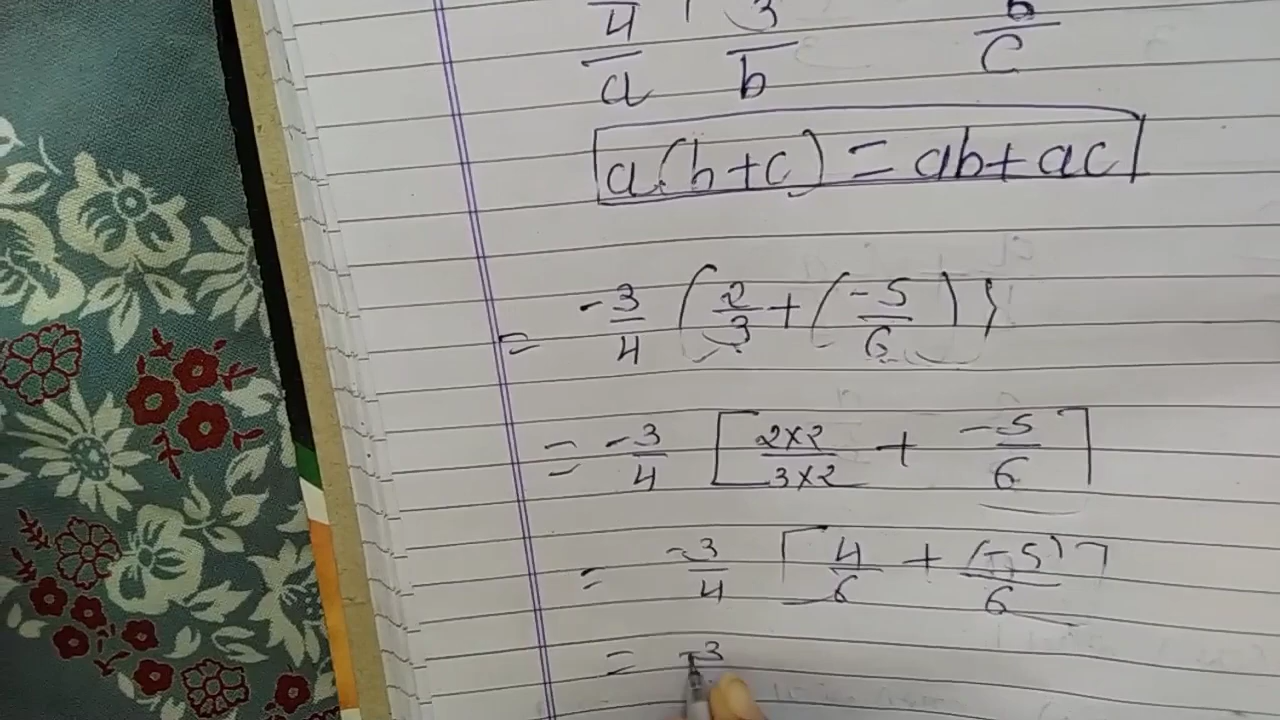 4 3 b
a b c
a(b+c) = ab+ac
= -3/4 (2/3 + (-5/6))
= -3/4 [2×2/3×2 + -5/6]
= -3/4 [4/6 + (-5)/6]
= -3